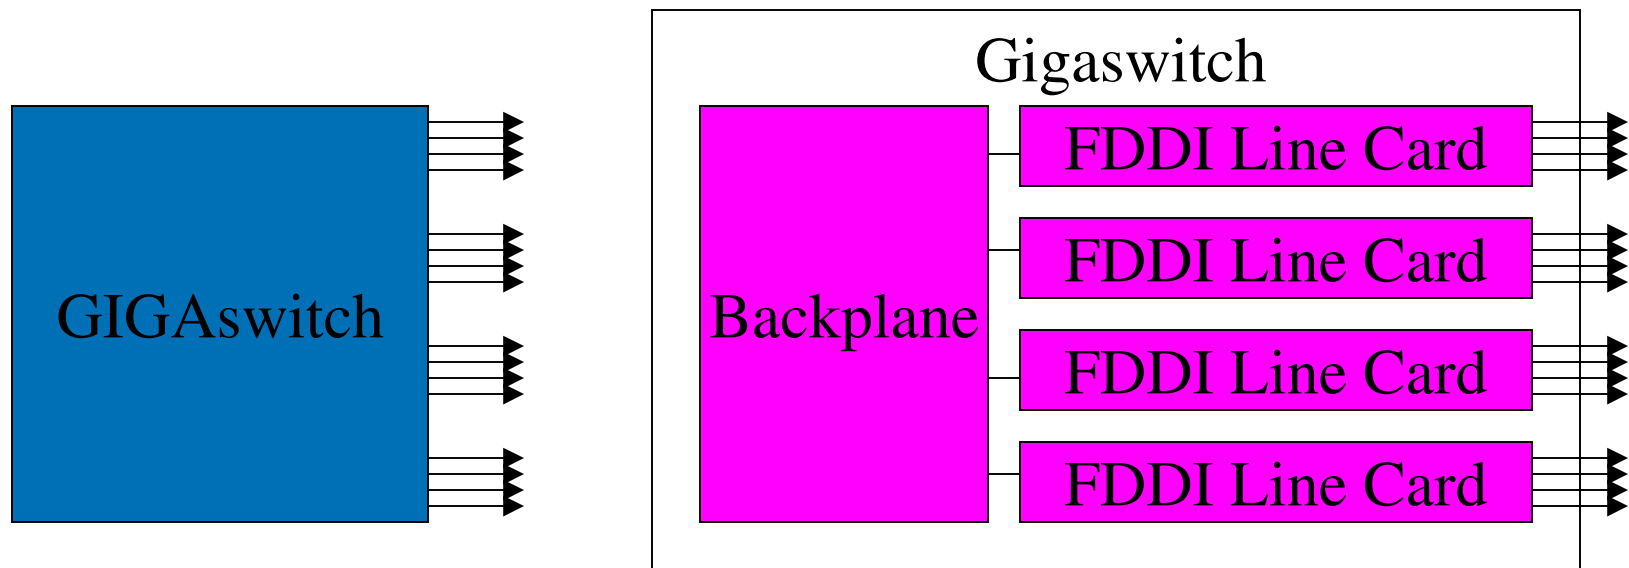 GIGAswitch
Gigaswitch
Backplane
FDDI Line Card
FDDI Line Card
FDDI Line Card
FDDI Line Card